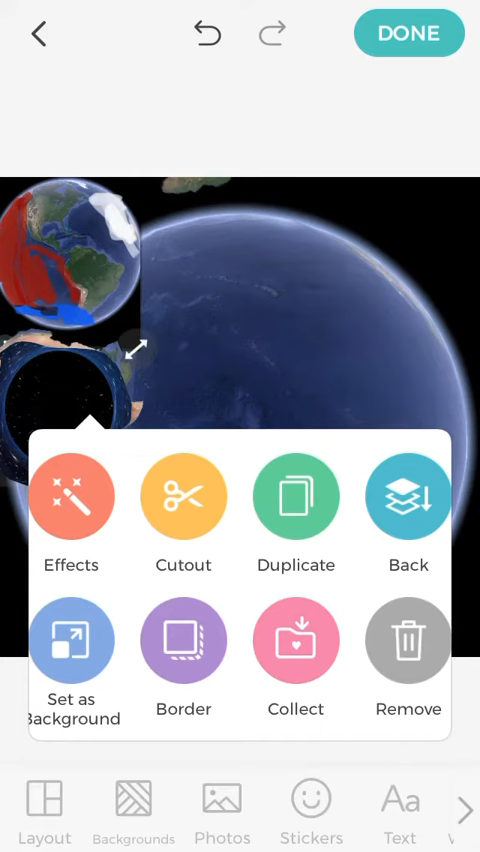 DONE
Effects
Cutout
Duplicate
Back
Set as
Background
Border
Collect
Remove
Layout
Backgrounds
Photos
Stickers
Text